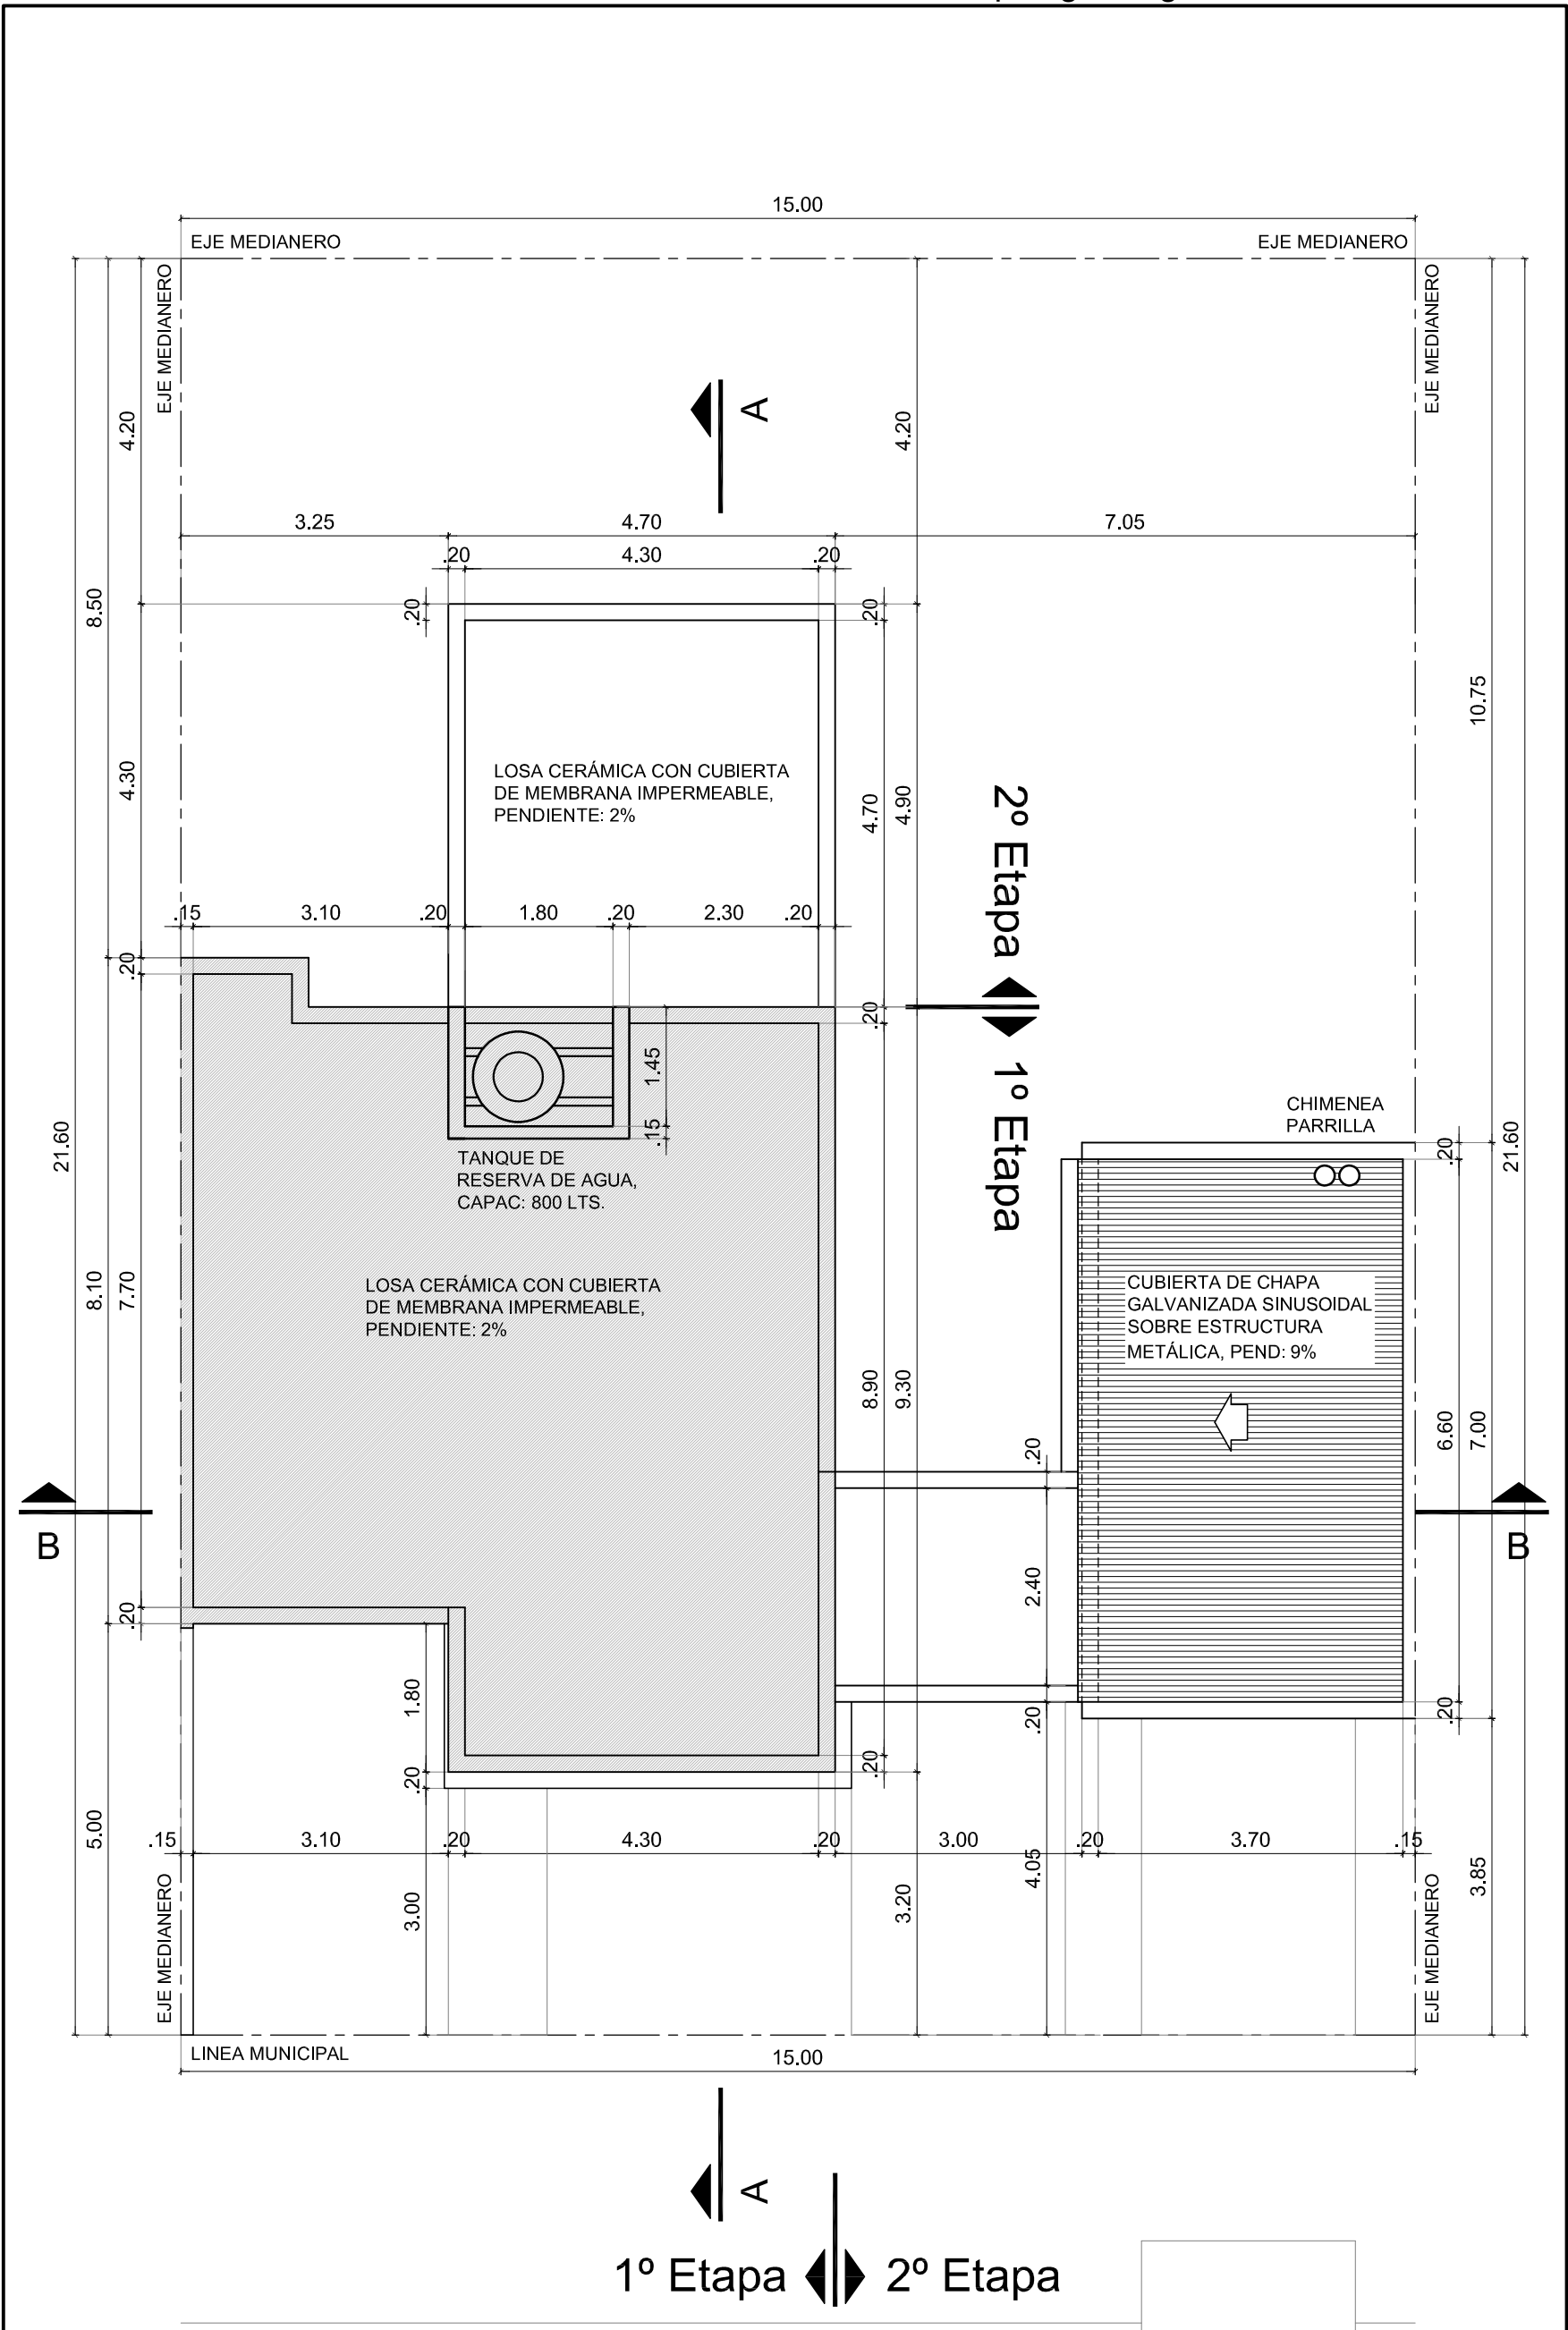 15.00
EJE MEDIANERO
EJE MEDIANERO
EJE MEDIANERO
EJE MEDIANERO
A
4.20
4.20
3.25
4.70
7.05
.20
4.30
.20
8.50
.20
.20
10.75
LOSA CERÁMICA CON CUBIERTA
DE MEMBRANA IMPERMEABLE,
PENDIENTE: 2%
4.30
4.70
4.90
2º Etapa
.15
3.10
.20
1.80
.20
2.30
.20
.20
.20
1.45
.15
1º Etapa
CHIMENEA
PARRILLA
21.60
21.60
.20
TANQUE DE
RESERVA DE AGUA,
CAPAC: 800 LTS.
LOSA CERÁMICA CON CUBIERTA
DE MEMBRANA IMPERMEABLE,
PENDIENTE: 2%
CUBIERTA DE CHAPA
GALVANIZADA SINUSOIDAL
SOBRE ESTRUCTURA
METÁLICA, PEND: 9%
8.10
7.70
8.90
9.30
6.60
7.00
.20
B
B
2.40
.20
1.80
.20
.20
.20
.20
5.00
.15
3.10
.20
4.30
.20
3.00
.20
3.70
.15
4.05
3.85
3.00
3.20
EJE MEDIANERO
EJE MEDIANERO
LINEA MUNICIPAL
15.00
A
1º Etapa
2º Etapa